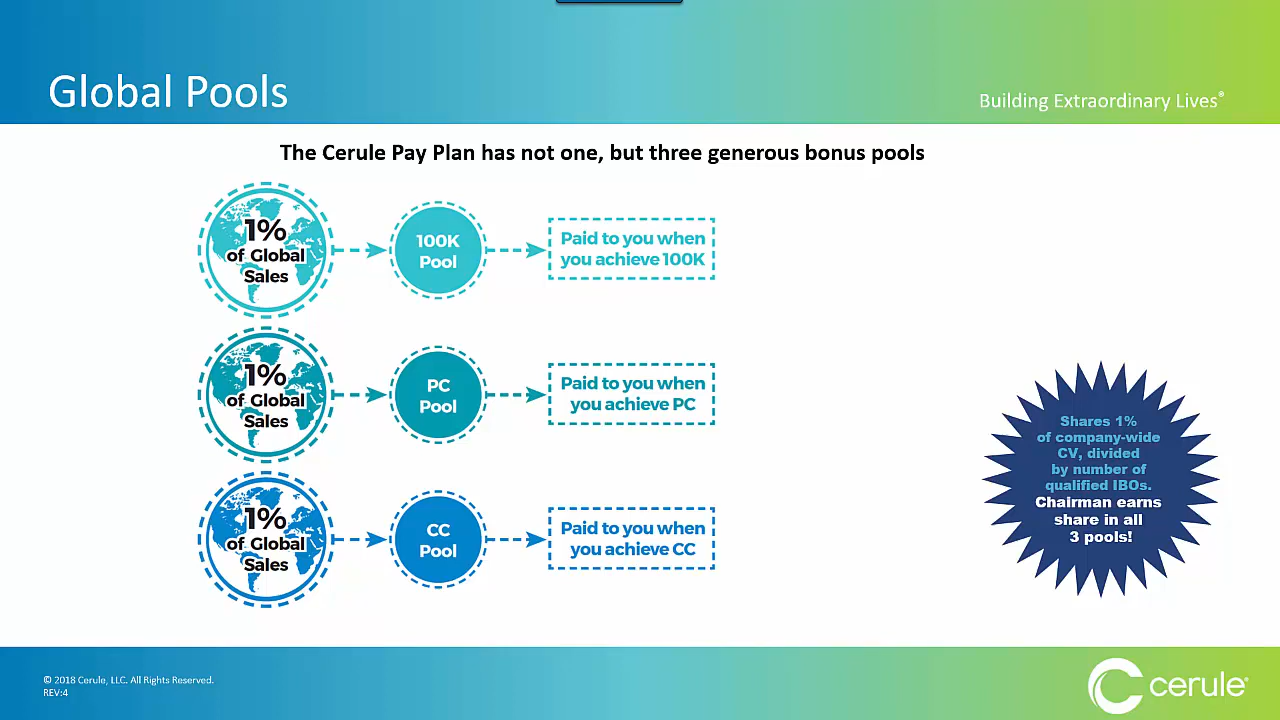 Global Pools
Building Extraordinary Lives®
The Cerule Pay Plan has not one, but three generous bonus pools
1%
of Global
Sales
100K
Pool
Paid to you when
you achieve 100K
1%
of Global
Sales
PC
Pool
Paid to you when
you achieve PC
1%
of Global
Sales
CC
Pool
Paid to you when
you achieve CC
Shares 1%
of company-wide
CV, divided
by number of
qualified IBOs.
Chairman earns
share in all
3 pools!
© 2018 Cerule, LLC. All Rights Reserved.
REV:4
cerule®